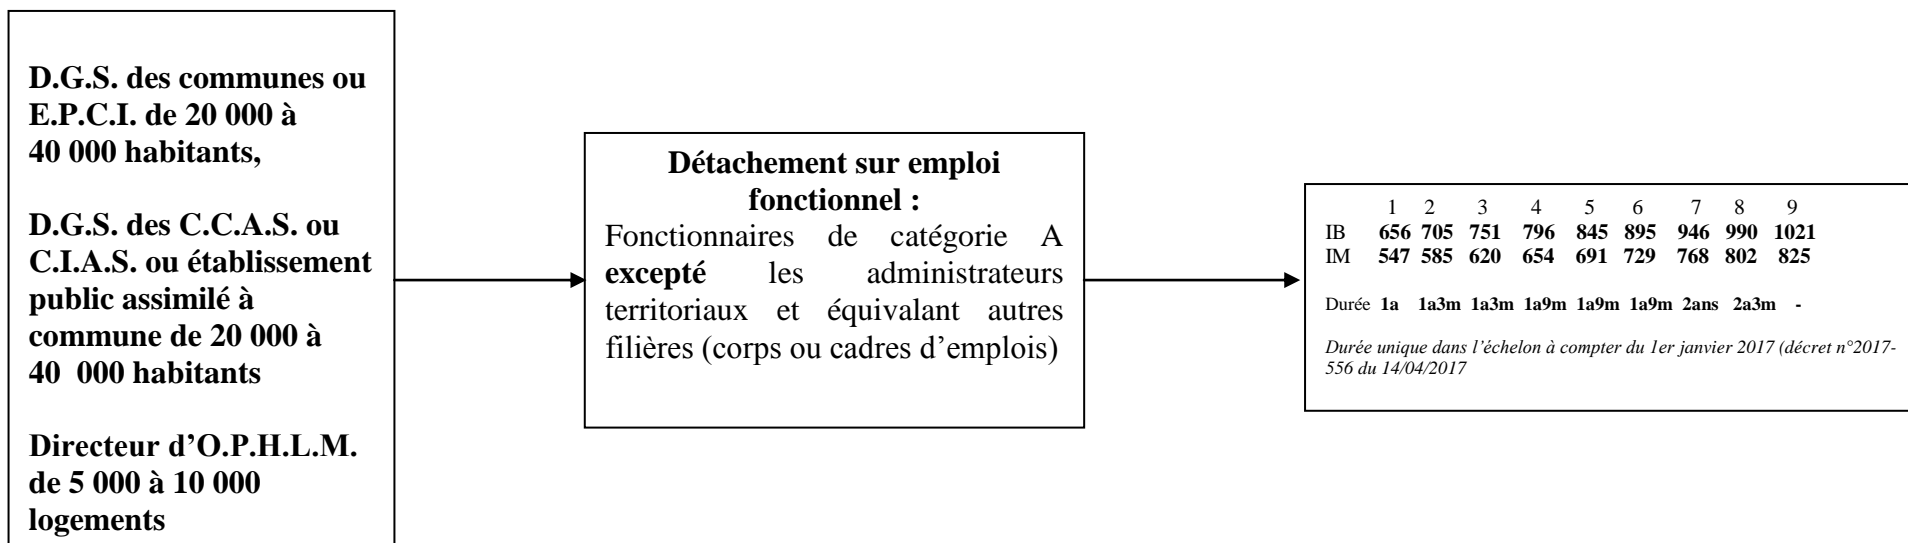 D.G.S. des communes ou
E.P.C.I. de 20 000 à
40 000 habitants,
D.G.S. des C.C.A.S. ou
C.I.A.S. ou établissement
public assimilé à
commune de 20 000 à
40 000 habitants
Directeur d’O.P.H.L.M.
de 5 000 à 10 000
logements
Détachement sur emploi
fonctionnel :
Fonctionnaires de catégorie A
excepté les administrateurs
territoriaux et équivalant autres
filières (corps ou cadres d’emplois)
1 2 3 4 5 6 7 8 9
IB 656 705 751 796 845 895 946 990 1021
IM 547 585 620 654 691 729 768 802 825
Durée 1a 1a3m 1a3m 1a9m 1a9m 1a9m 2ans 2a3m -
Durée unique dans l’échelon à compter du 1er janvier 2017 (décret n°2017-
556 du 14/04/2017